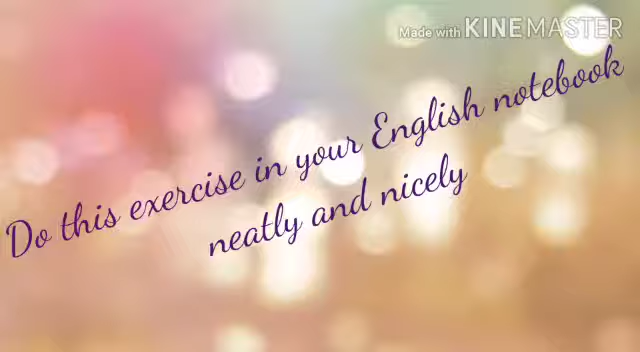 Made with KINEMASTER
Do this exercise in your English notebook
neatly and nicely